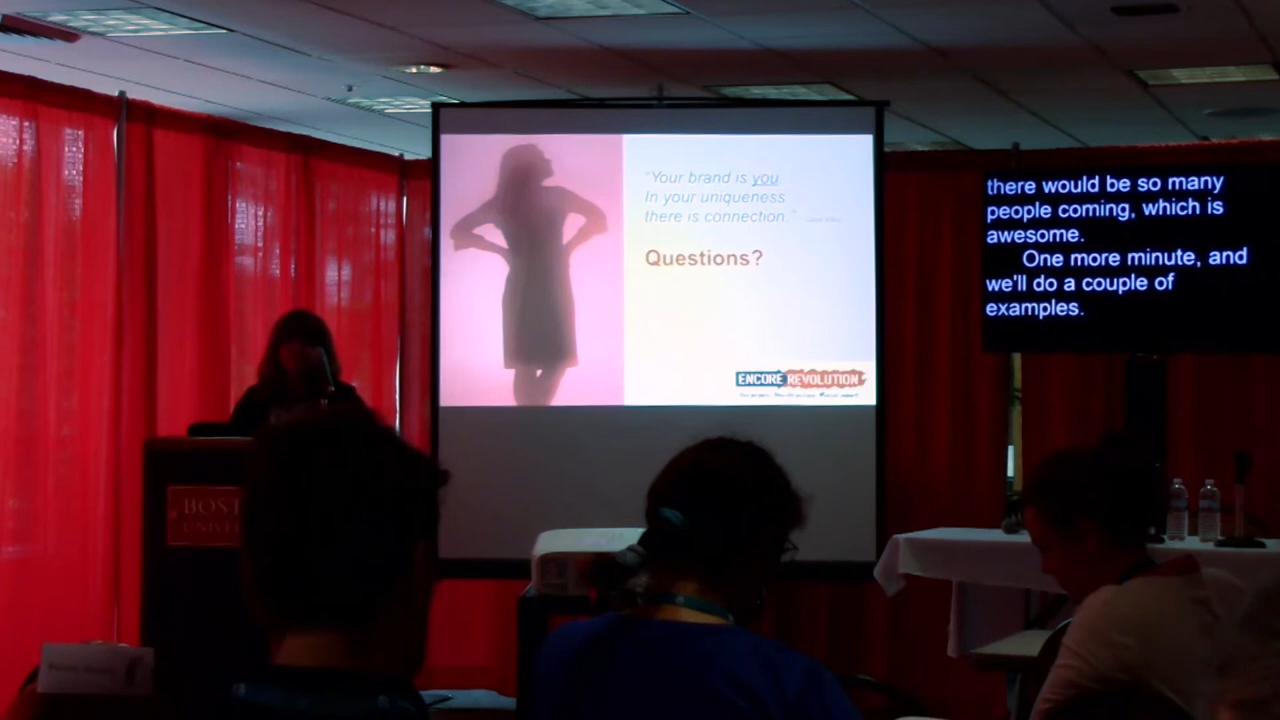 "Your brand is you
In your uniqueness
there is connection."
Questions?
ENCORE REVOLUTION
there would be so many
people coming, which is
awesome.
One more minute, and
we'll do a couple of
examples.
BOST
UNIVE